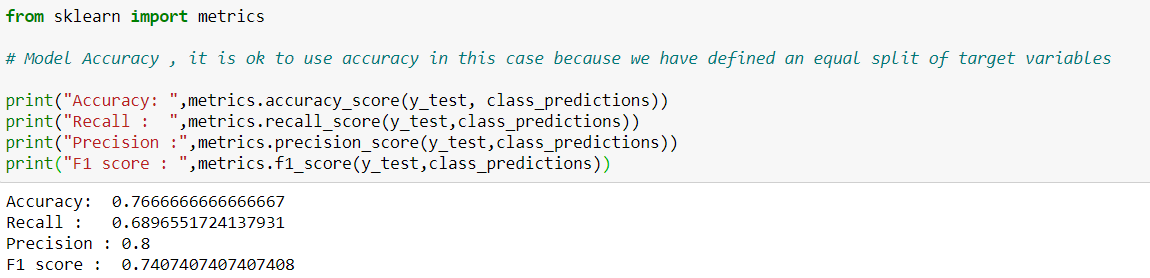 from sklearn import metrics
# Model Accuracy , it is ok to use accuracy in this case because we have defined an equal split of target variables
print("Accuracy: ",metrics.accuracy_score(y_test, class_predictions))
print("Recall :  ",metrics.recall_score(y_test,class_predictions))
print("Precision :",metrics.precision_score(y_test,class_predictions))
print("F1 score : ",metrics.f1_score(y_test,class_predictions))
Accuracy:  0.7666666666666667
Recall :   0.6896551724137931
Precision : 0.8
F1 score :  0.7407407407407408